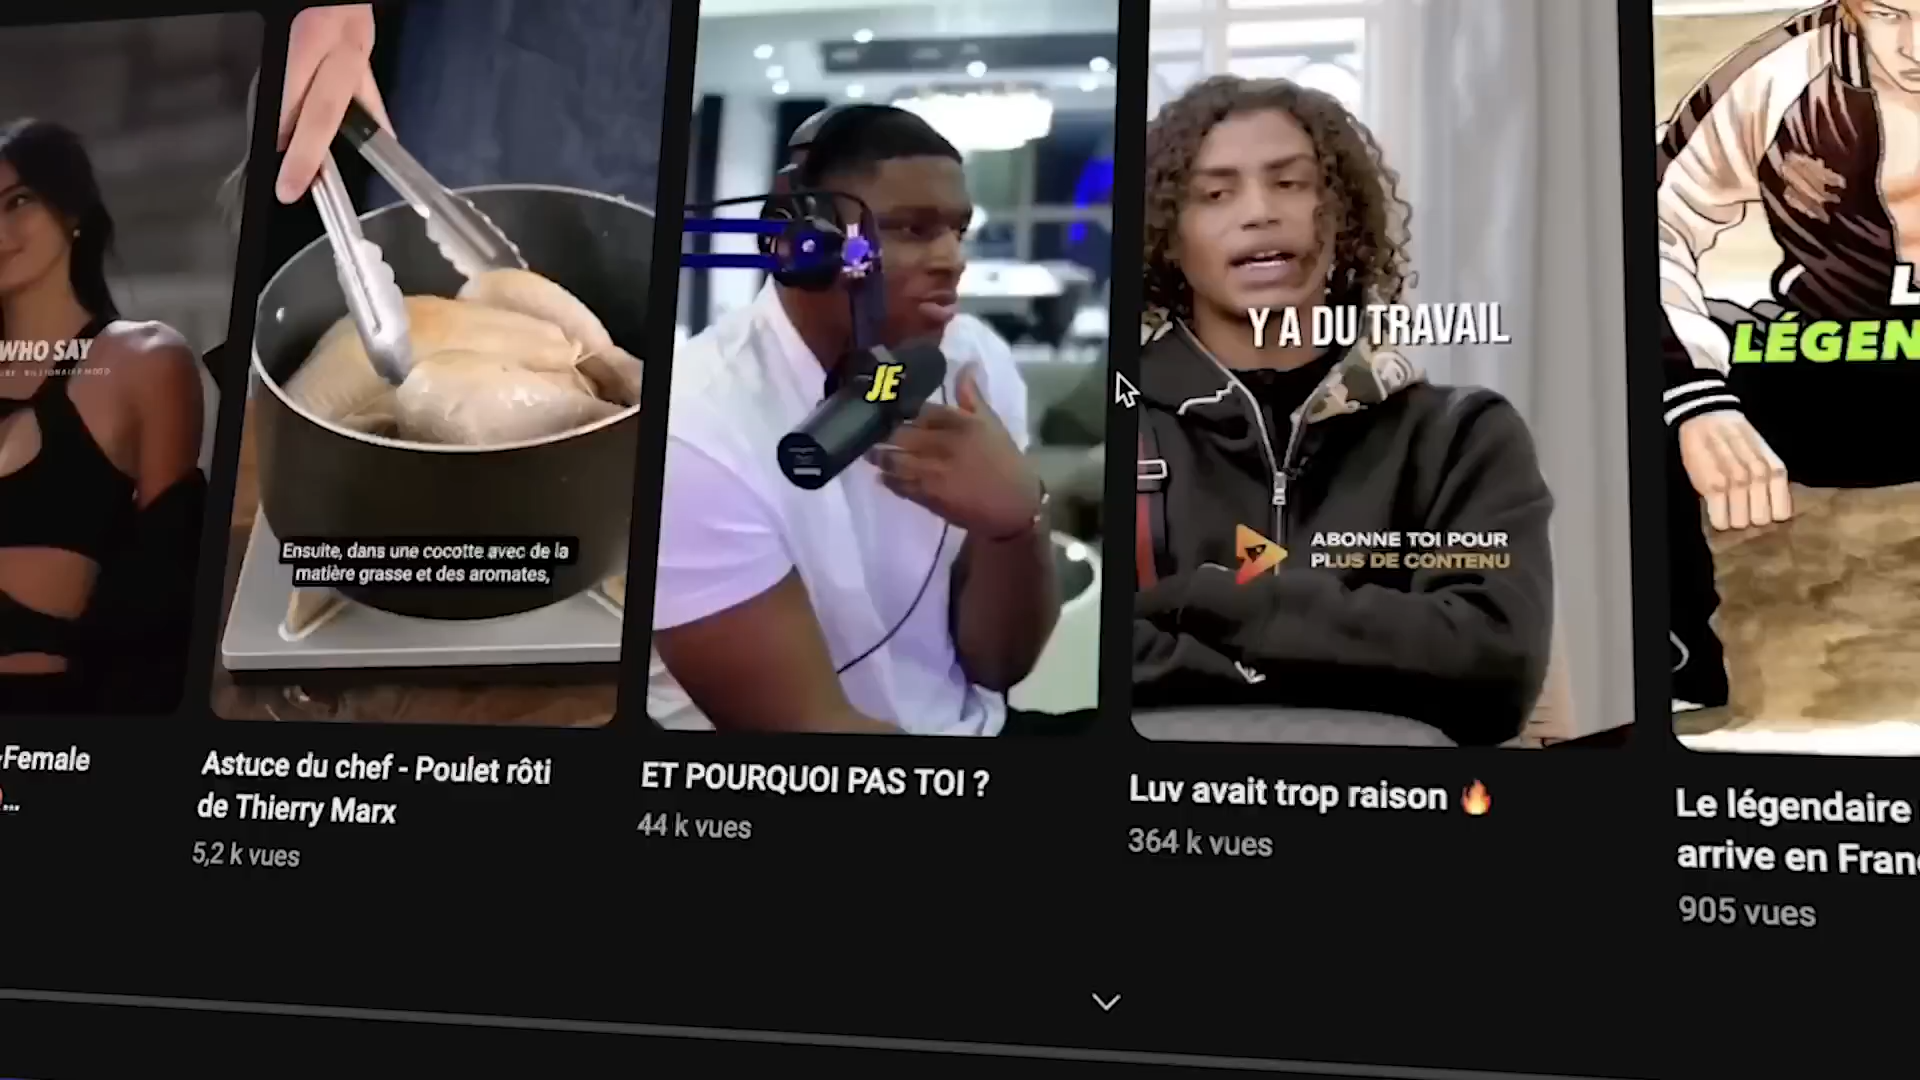 WHO SAY
-Female
...
Ensuite, dans une cocotte avec de la
matière grasse et des aromates,
Astuce du chef - Poulet rôti
de Thierry Marx
5,2 k vues
JE
ET POURQUOI PAS TOI ?
44 k vues
Y A DU TRAVAIL
ABONNE TOI POUR
PLUS DE CONTENU
Luv avait trop raison 🔥
364 k vues
L
LÉGEN
Le légendaire
arrive en Fran
905 vues